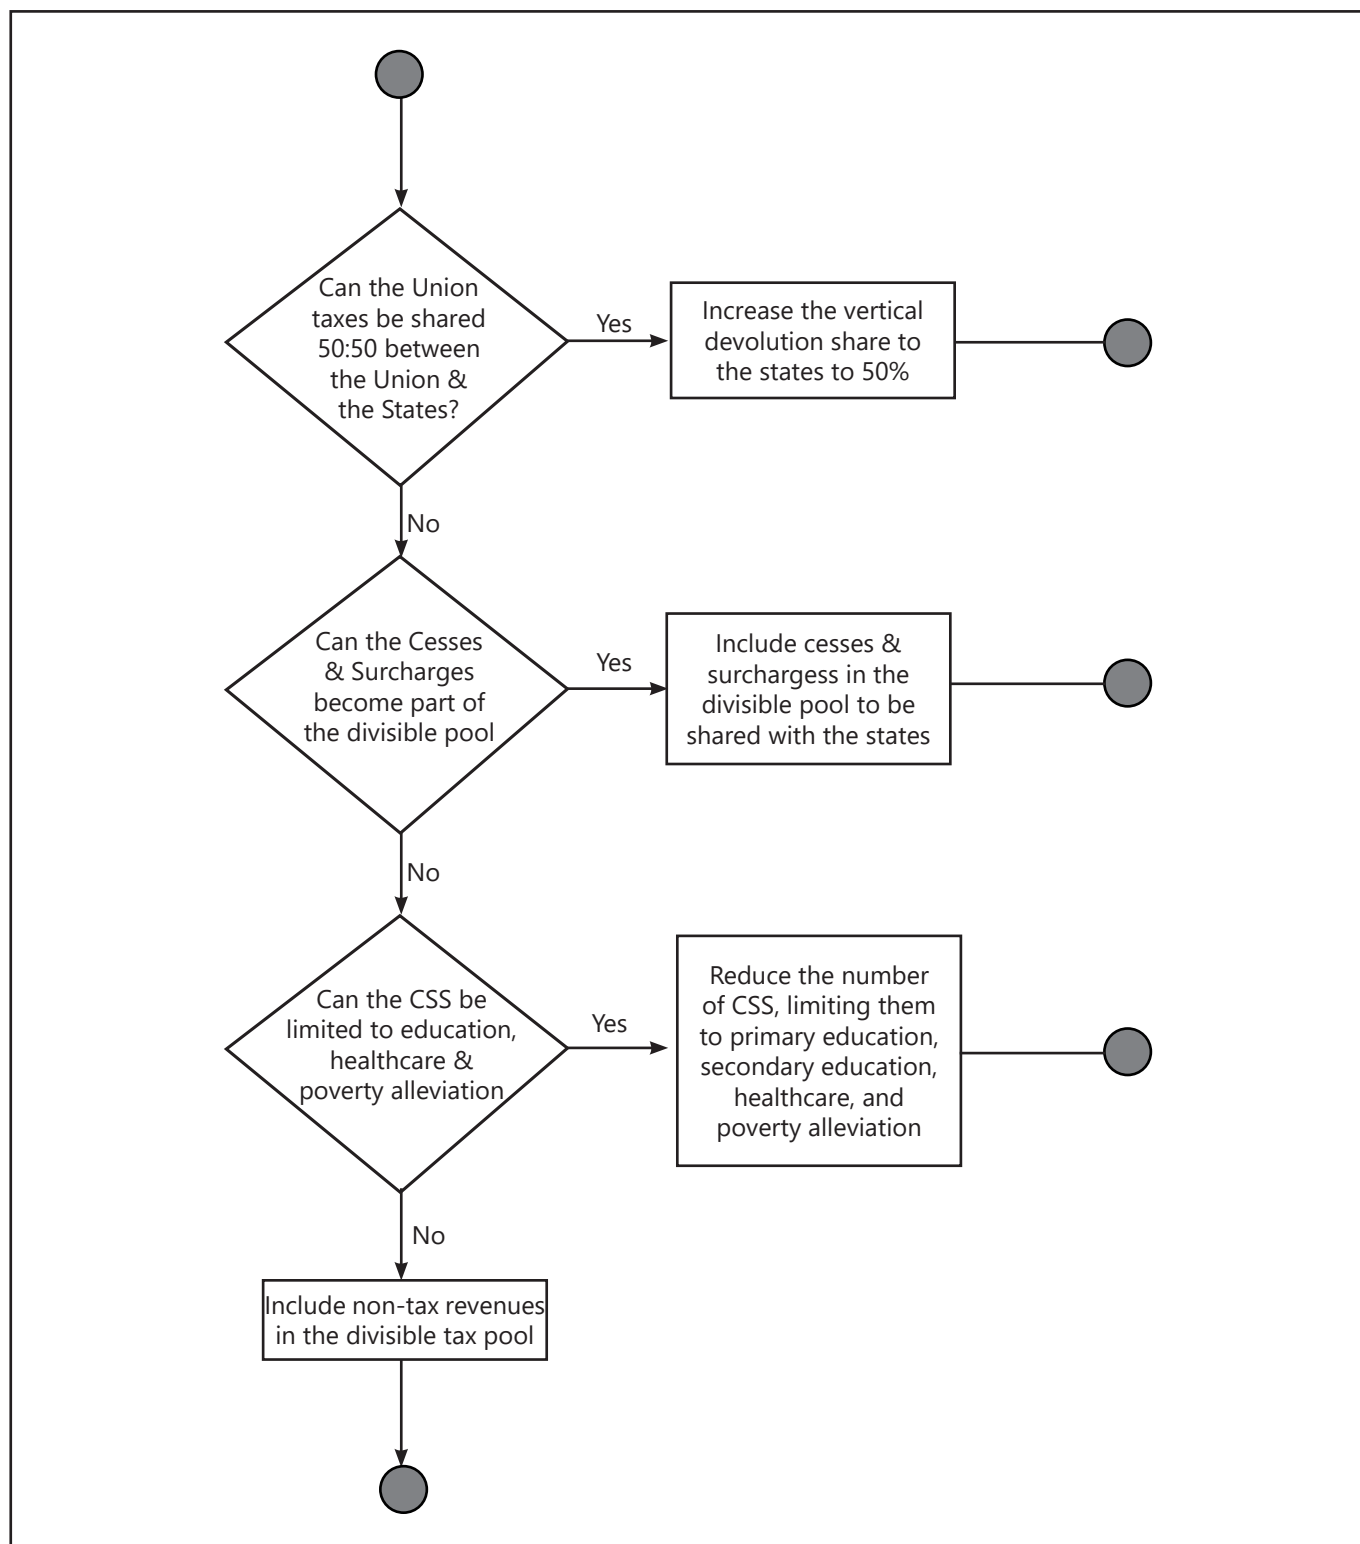 Can the Union
taxes be shared
50:50 between
the Union &
the States?
Yes
Increase the vertical
devolution share to
the states to 50%
No
Can the Cesses
& Surcharges
become part of
the divisible pool
Yes
Include cesses &
surchargess in the
divisible pool to be
shared with the states
No
Can the CSS be
limited to education,
healthcare &
poverty alleviation
Yes
Reduce the number
of CSS, limiting them
to primary education,
secondary education,
healthcare, and
poverty alleviation
No
Include non-tax revenues
in the divisible tax pool